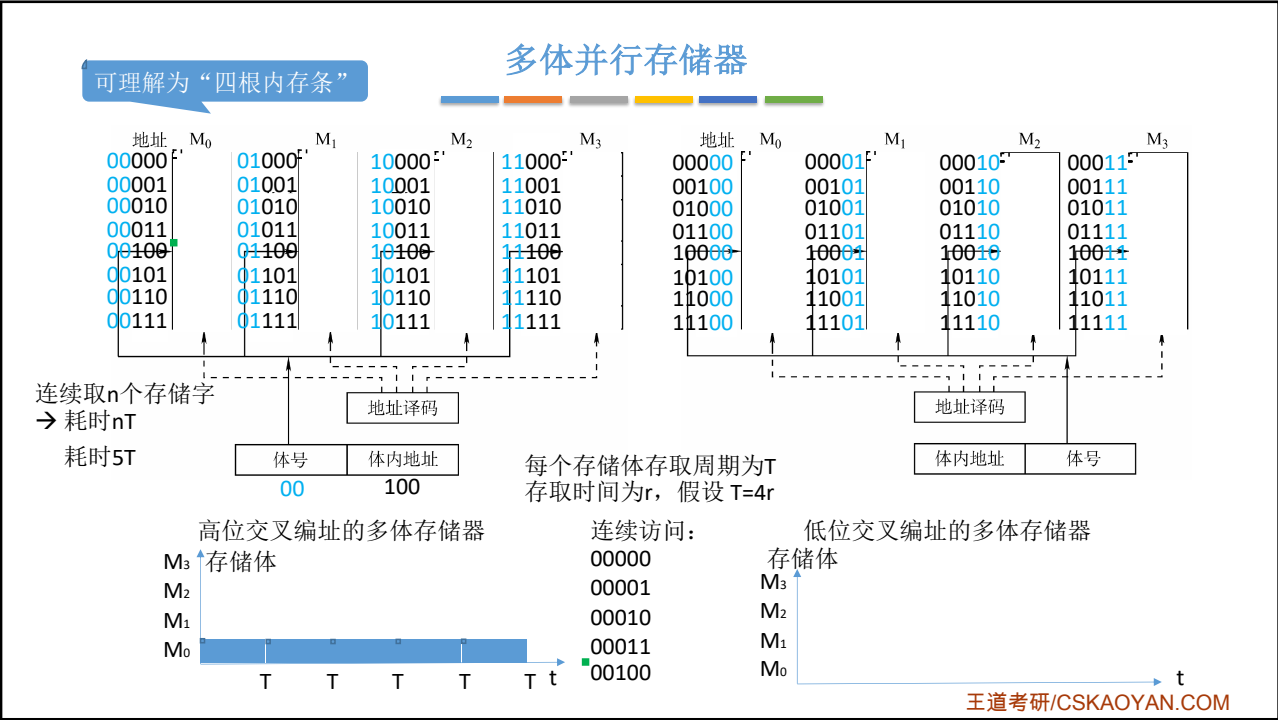 多体并行存储器
可理解为“四根内存条”
地址 M0 M1 M2 M3
00000 01000 10000 11000
00001 01001 10001 11001
00010 01010 10010 11010
00011 01011 10011 11011
00100 01100 10100 11100
00101 01101 10101 11101
00110 01110 10110 11110
00111 01111 10111 11111
地址译码
体号 体内地址
00 100
连续取n个存储字
→ 耗时nT
耗时5T
地址 M0 M1 M2 M3
00000 00001 00010 00011
00100 00101 00110 00111
01000 01001 01010 01011
01100 01101 01110 01111
10000 10001 10010 10011
10100 10101 10110 10111
11000 11001 11010 11011
11100 11101 11110 11111
地址译码
体内地址 体号
每个存储体存取周期为T
存取时间为r，假设 T=4r
高位交叉编址的多体存储器
存储体
M3
M2
M1
M0
T T T T T t
连续访问：
00000
00001
00010
00011
00100
低位交叉编址的多体存储器
存储体
M3
M2
M1
M0
t
王道考研/CSKAOYAN.COM